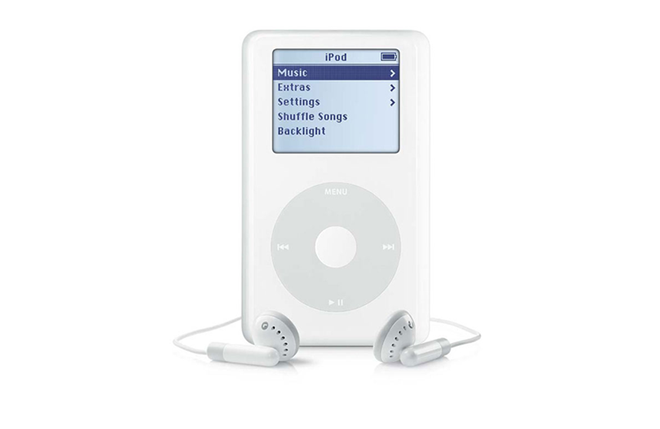 iPod
Music
Extras
Settings
Shuffle Songs
Backlight
MENU